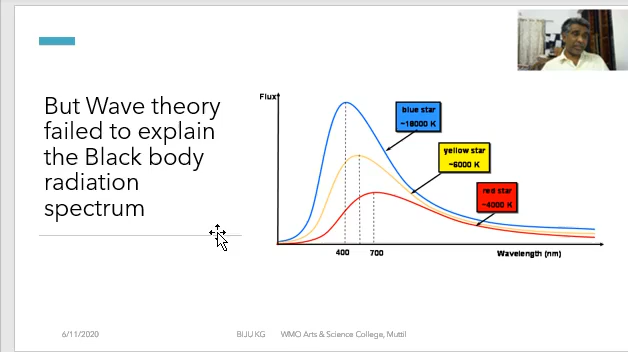 But Wave theory
failed to explain
the Black body
radiation
spectrum
Flux
blue star
~18000 K
yellow star
~6000 K
red star
~4000 K
400
700
Wavelength (nm)
6/11/2020
BIJU KG
WMO Arts & Science College, Muttil